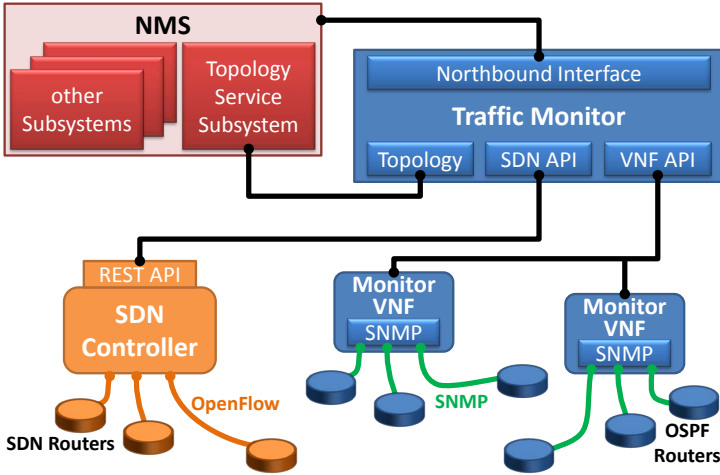 NMS
other
Subsystems
Topology
Service
Subsystem
Northbound Interface
Traffic Monitor
Topology
SDN API
VNF API
REST API
SDN
Controller
OpenFlow
SDN Routers
Monitor
VNF
SNMP
SNMP
Monitor
VNF
SNMP
OSPF
Routers